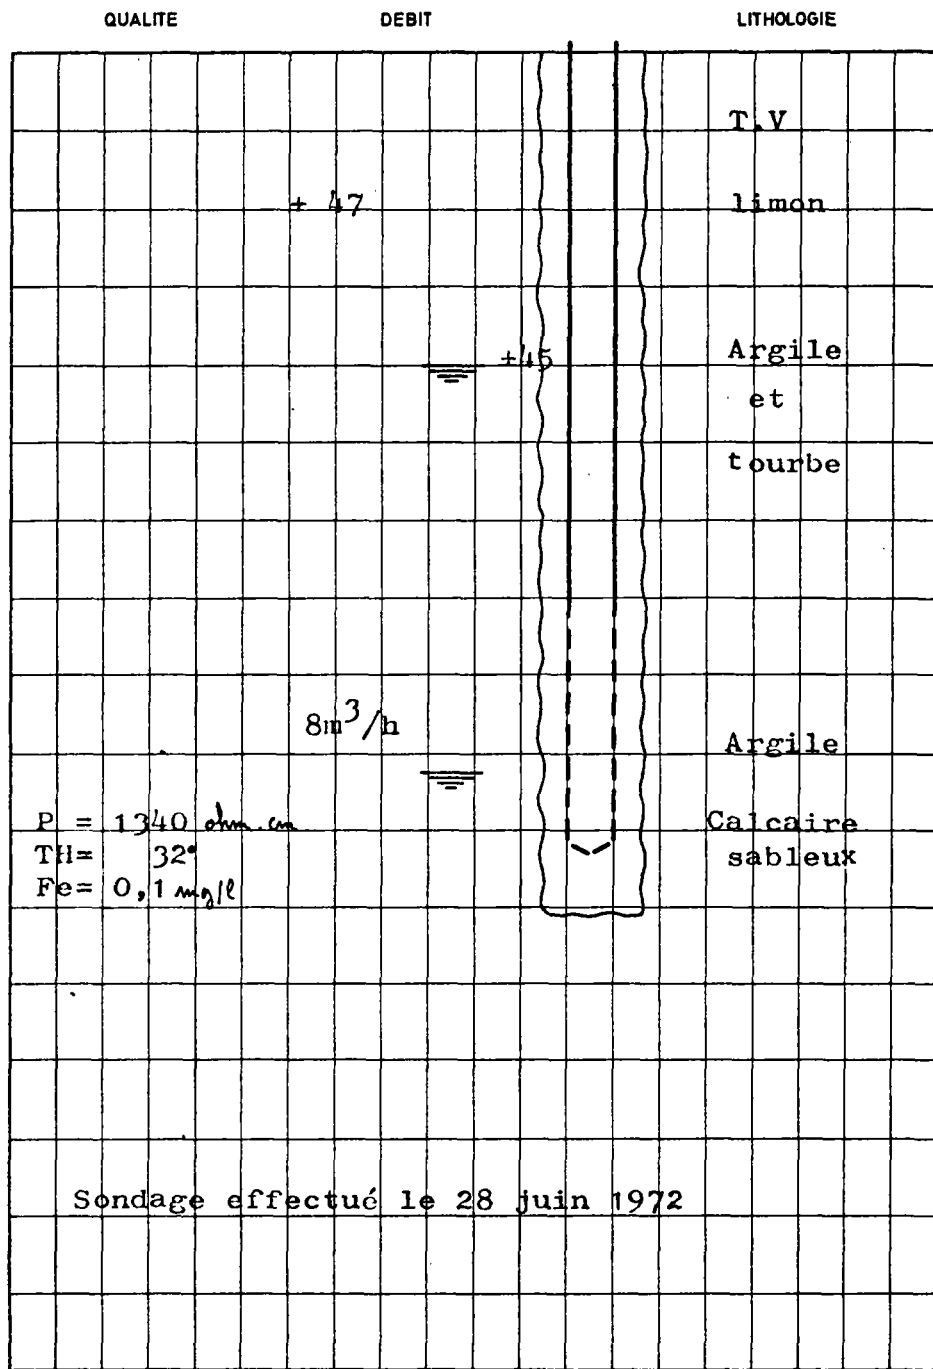 QUALITE DEBIT LITHOLOGIE
T.V
+ 47 limon
+45 Argile
et
tourbe
8m³/h Argile
P = 1340 ohm.cm Calcaire
TH= 32° sableux
Fe= 0,1 mg/l
Sondage effectué le 28 juin 1972